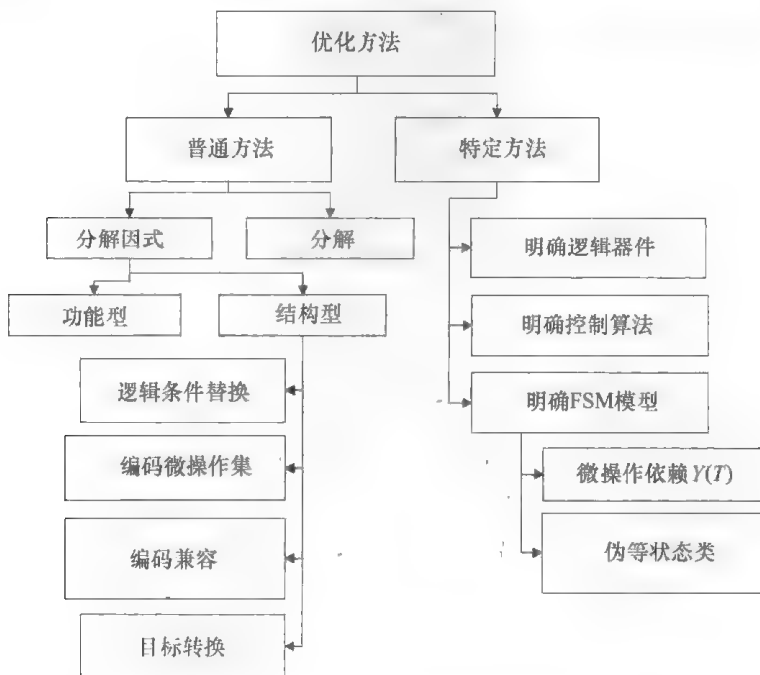 优化方法
普通方法
特定方法
分解因式
分解
明确逻辑器件
功能型
结构型
明确控制算法
逻辑条件替换
明确FSM模型
编码微操作集
微操作依赖Y(T)
编码兼容
伪等状态类
目标转换